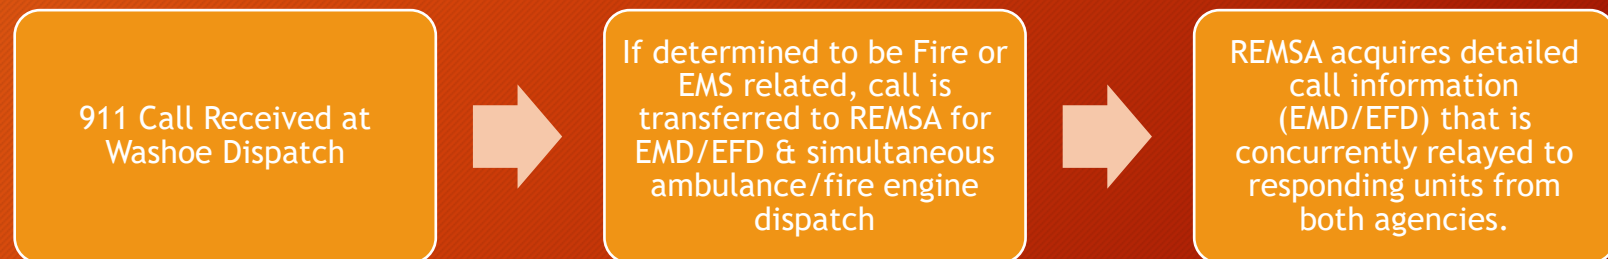 911 Call Received at
Washoe Dispatch
If determined to be Fire or
EMS related, call is
transferred to REMSA for
EMD/EFD & simultaneous
ambulance/fire engine
dispatch
REMSA acquires detailed
call information
(EMD/EFD) that is
concurrently relayed to
responding units from
both agencies.